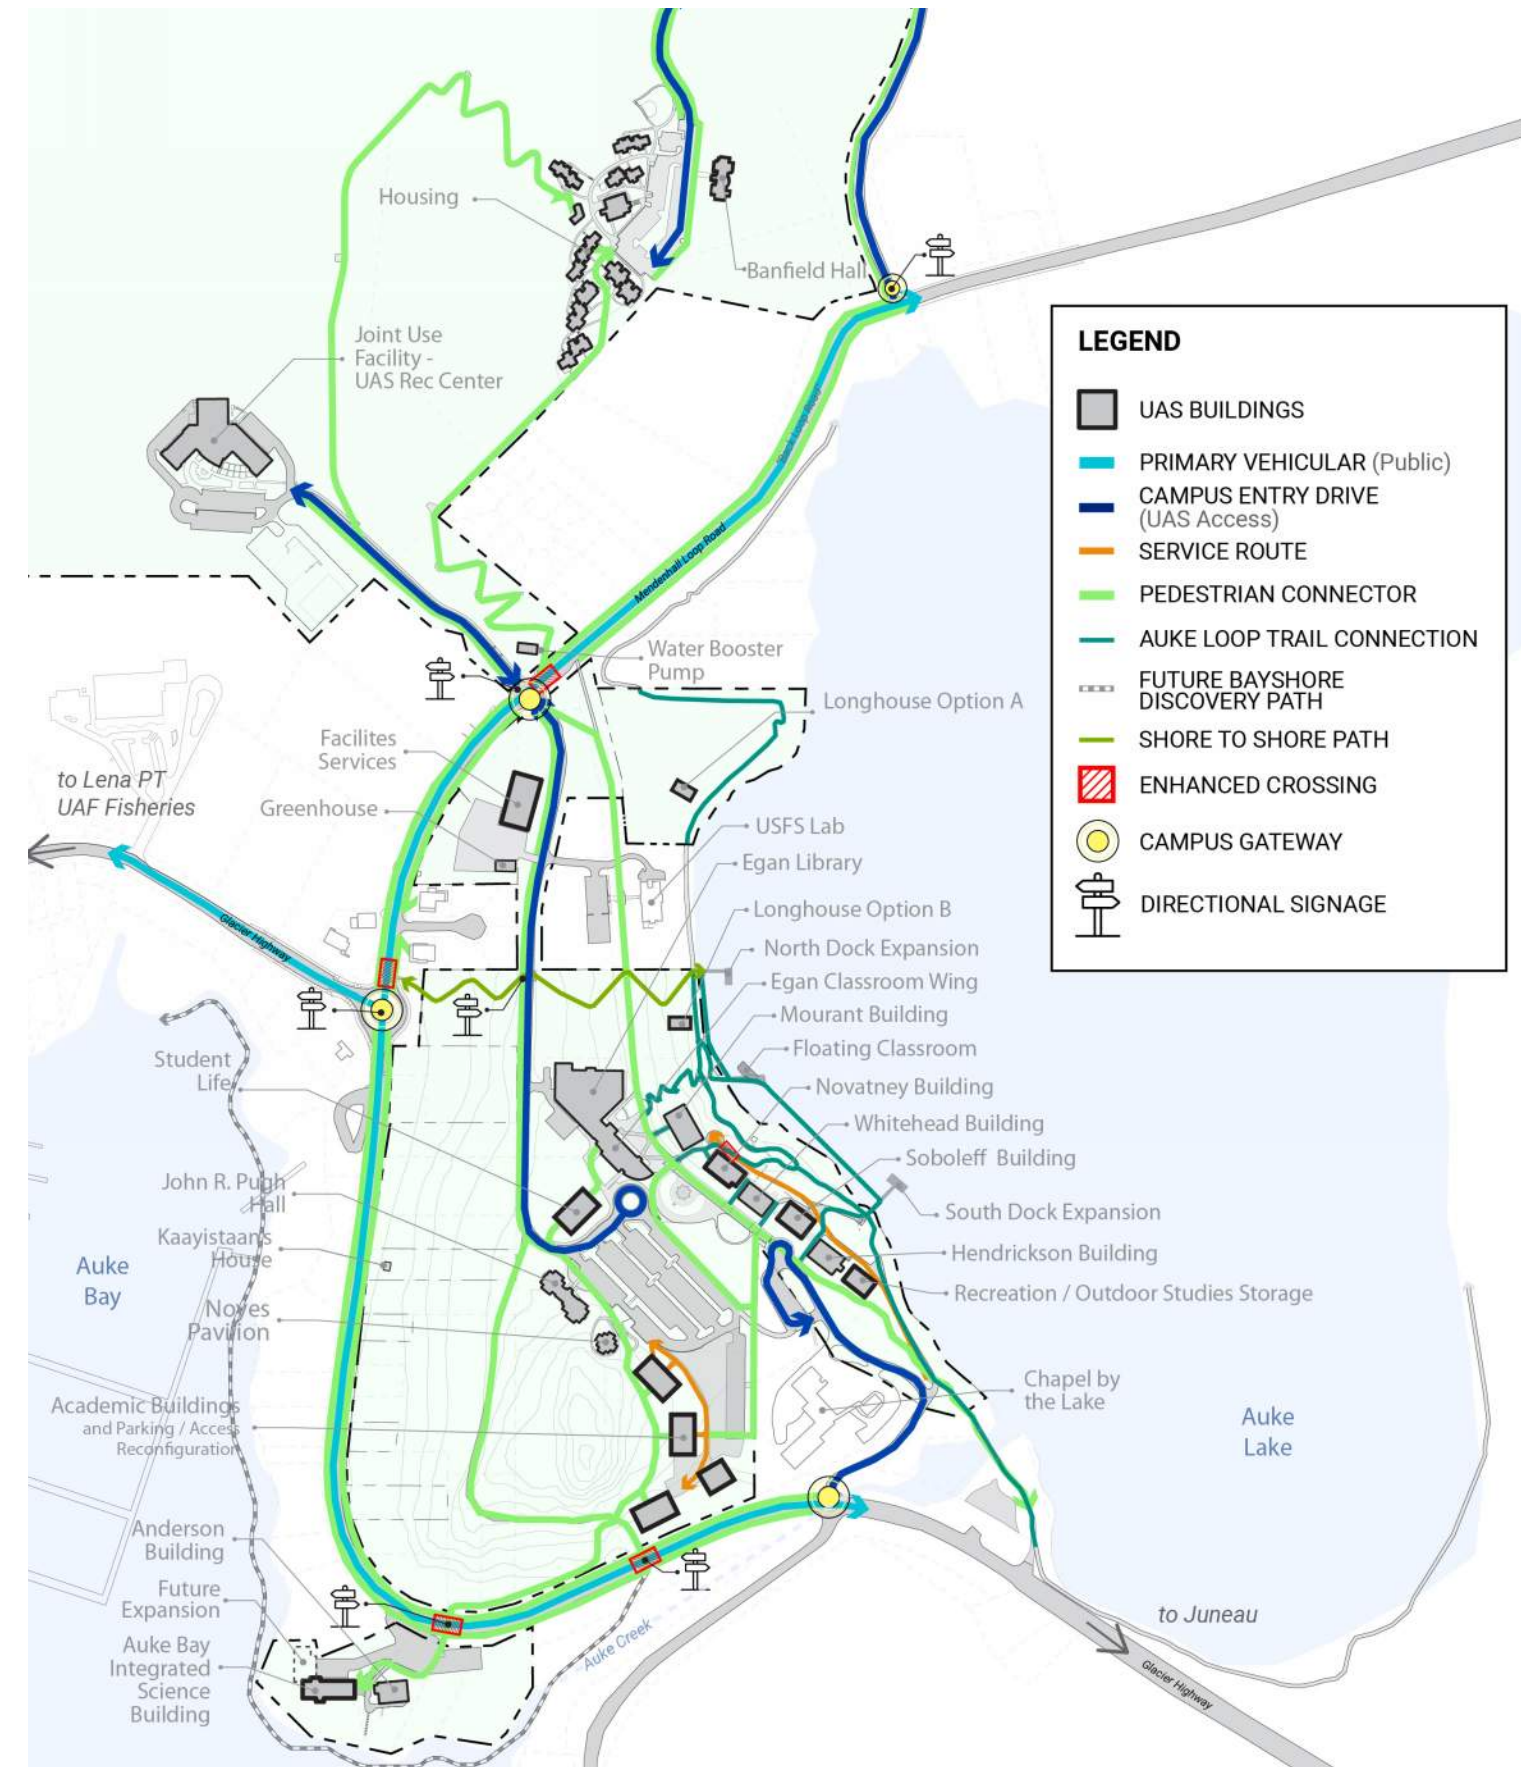 Housing
Banfield Hall
Joint Use
Facility -
UAS Rec Center
Back Loop Road
Mendenhall Loop Road
Water Booster
Pump
Longhouse Option A
Facilites
Services
Greenhouse
to Lena PT
UAF Fisheries
USFS Lab
Egan Library
Glacier Highway
Longhouse Option B
North Dock Expansion
Egan Classroom Wing
Mourant Building
Floating Classroom
Novatney Building
Whitehead Building
Soboleff Building
South Dock Expansion
Hendrickson Building
Recreation / Outdoor Studies Storage
Student
Life
John R. Pugh
Hall
Kaayistaan's
House
Auke
Bay
Noyes
Pavilion
Academic Buildings
and Parking / Access
Reconfiguration
Chapel by
the Lake
Auke
Lake
Anderson
Building
Future
Expansion
Auke Bay
Integrated
Science
Building
Auke Creek
to Juneau
Glacier Highway
LEGEND
UAS BUILDINGS
PRIMARY VEHICULAR (Public)
CAMPUS ENTRY DRIVE
(UAS Access)
SERVICE ROUTE
PEDESTRIAN CONNECTOR
AUKE LOOP TRAIL CONNECTION
FUTURE BAYSHORE
DISCOVERY PATH
SHORE TO SHORE PATH
ENHANCED CROSSING
CAMPUS GATEWAY
DIRECTIONAL SIGNAGE